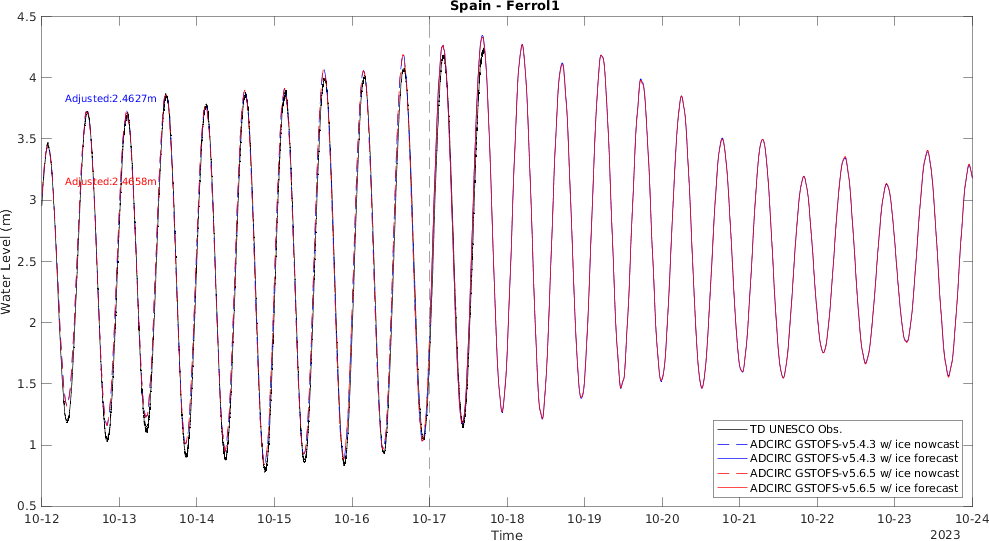 Spain - Ferrol1
4.5
4
3.5
3
2.5
2
1.5
1
0.5
Water Level (m)
Adjusted:2.4627m
Adjusted:2.4658m
TD UNESCO Obs.
ADCIRC GSTOFS-v5.4.3 w/ ice nowcast
ADCIRC GSTOFS-v5.4.3 w/ ice forecast
ADCIRC GSTOFS-v5.6.5 w/ ice nowcast
ADCIRC GSTOFS-v5.6.5 w/ ice forecast
10-12 10-13 10-14 10-15 10-16 10-17 10-18 10-19 10-20 10-21 10-22 10-23 10-24
Time
2023